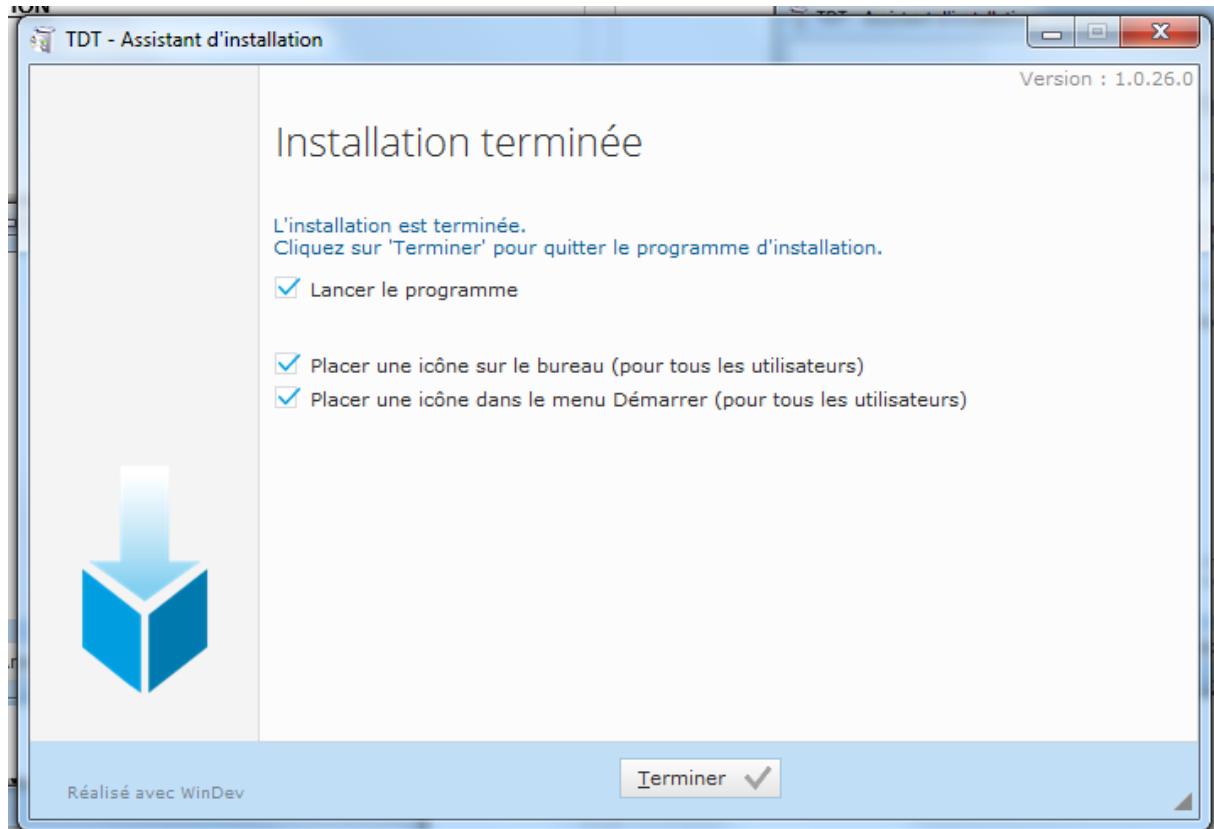 ION
TDT - Assistant d'installation
Version : 1.0.26.0
Installation terminée
L'installation est terminée.
Cliquez sur 'Terminer' pour quitter le programme d'installation.
Lancer le programme
Placer une icône sur le bureau (pour tous les utilisateurs)
Placer une icône dans le menu Démarrer (pour tous les utilisateurs)
Terminer
Réalisé avec WinDev